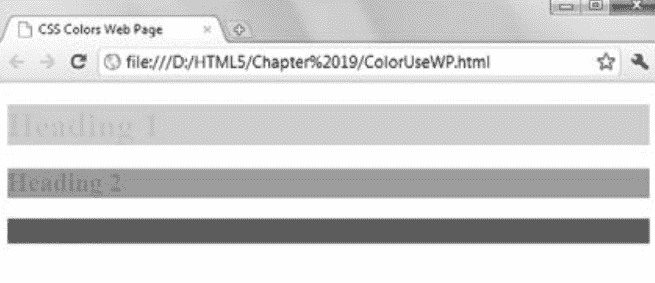 CSS Colors Web Page
file:///D:/HTML5/Chapter%2019/ColorUseWP.html
Heading 1
Heading 2